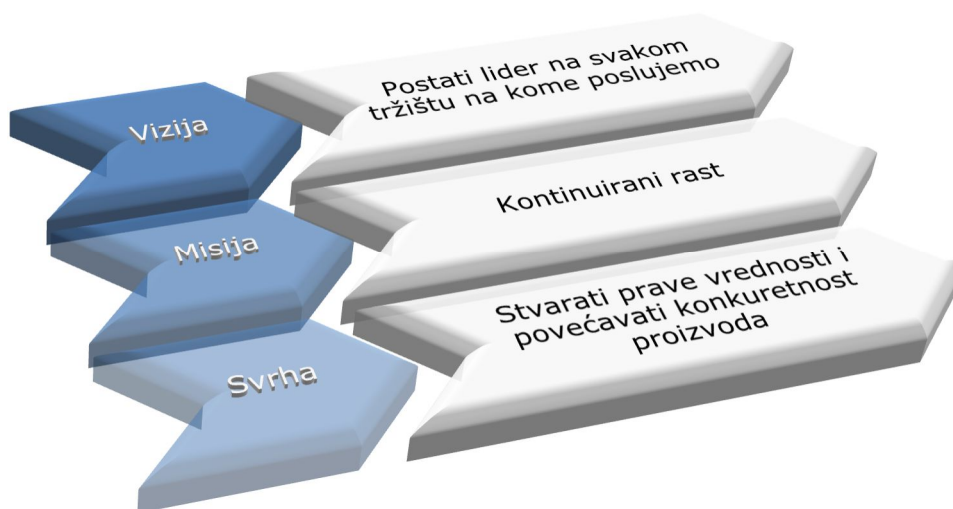 Vizija
Postati lider na svakom
tržištu na kome poslujemo
Misija
Kontinuirani rast
Svrha
Stvarati prave vrednosti i
povećavati konkuretnost
proizvoda